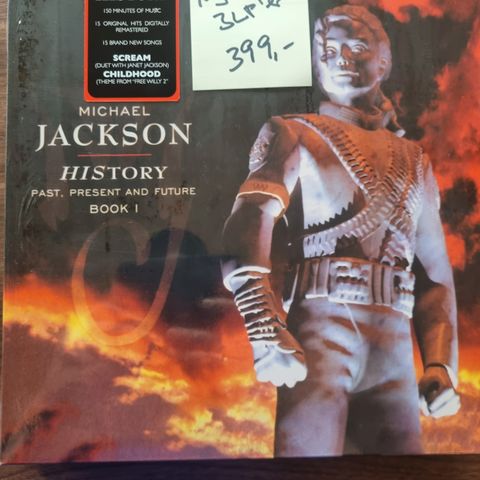 150 MINUTES OF MUSIC
15 ORIGINAL HITS DIGITALLY
REMASTERED
15 BRAND NEW SONGS
SCREAM
(DUET WITH JANET JACKSON)
CHILDHOOD
(THEME FROM "FREE WILLY 2"
3LP
399,-
MICHAEL
JACKSON
HISTORY
PAST, PRESENT AND FUTURE
BOOK I